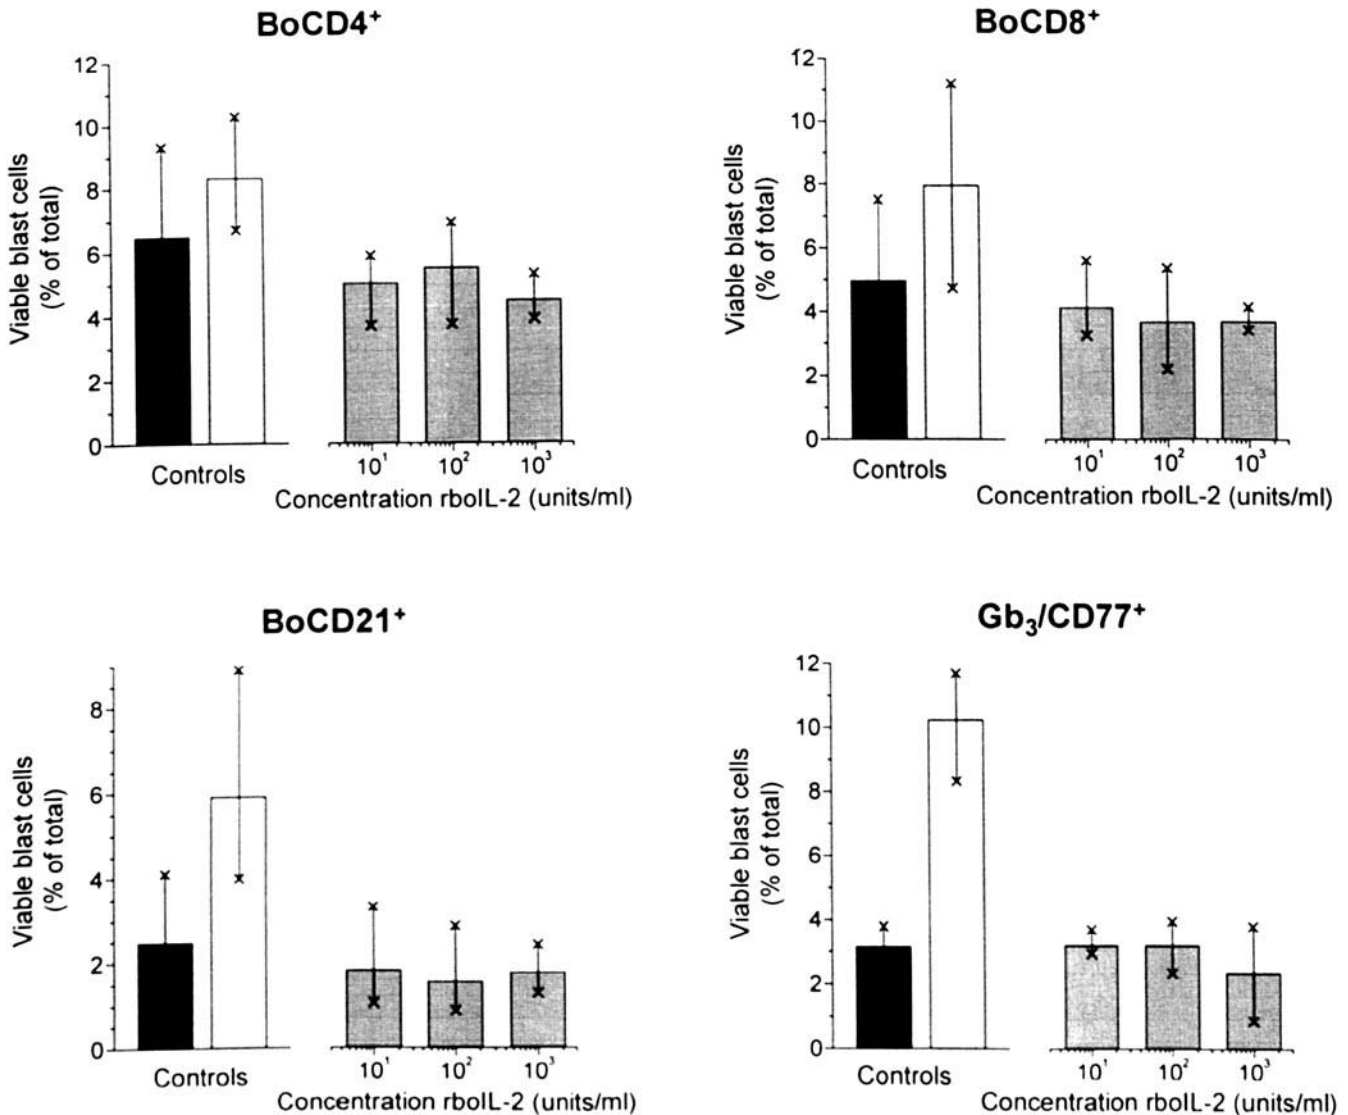 BoCD4⁺
12
10
8
6
4
2
0
Viable blast cells
(% of total)
Controls
10¹ 10² 10³
Concentration rboIL-2 (units/ml)
BoCD8⁺
12
10
8
6
4
2
0
Viable blast cells
(% of total)
Controls
10¹ 10² 10³
Concentration rboIL-2 (units/ml)
BoCD21⁺
8
6
4
2
0
Viable blast cells
(% of total)
Controls
10¹ 10² 10³
Concentration rboIL-2 (units/ml)
Gb₃/CD77⁺
12
10
8
6
4
2
0
Viable blast cells
(% of total)
Controls
10¹ 10² 10³
Concentration rboIL-2 (units/ml)